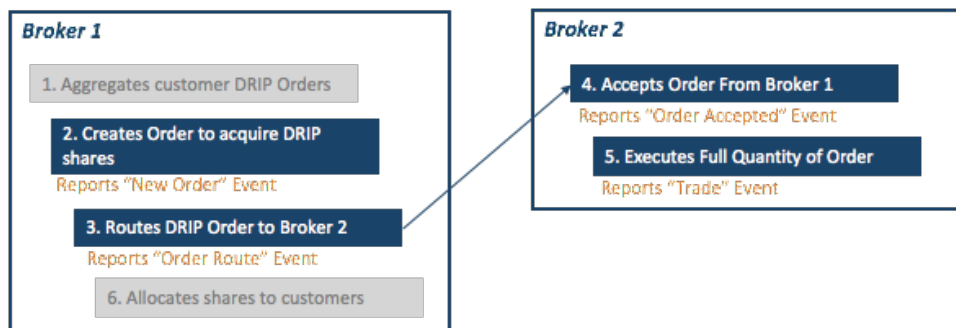 Broker 1
1. Aggregates customer DRIP Orders
2. Creates Order to acquire DRIP
shares
Reports "New Order" Event
3. Routes DRIP Order to Broker 2
Reports "Order Route" Event
6. Allocates shares to customers
Broker 2
4. Accepts Order From Broker 1
Reports "Order Accepted" Event
5. Executes Full Quantity of Order
Reports "Trade" Event